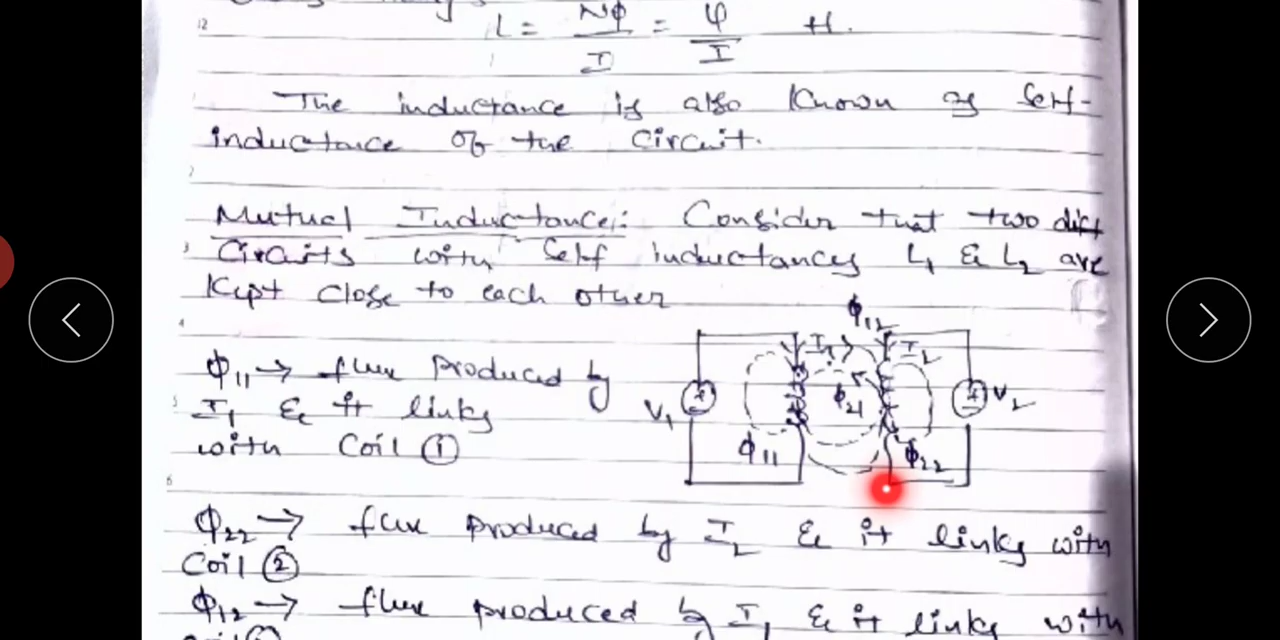 L = Nφ/I = ψ/I H.
The inductance is also known as self-
inductance of the circuit.
Mutual Inductance: Consider that two diff
circuits with self inductances L₁ & L₂ are
kept close to each other
φ₁₁ → flux produced by
I₁ & it links
with coil ①
φ₁₂
I₁ I₂
V₁ φ₂₁ V₂
φ₁₁ φ₂₂
φ₂₂ → flux produced by I₂ & it links with
coil ②
φ₁₂ → flux produced by I₁ & it links with